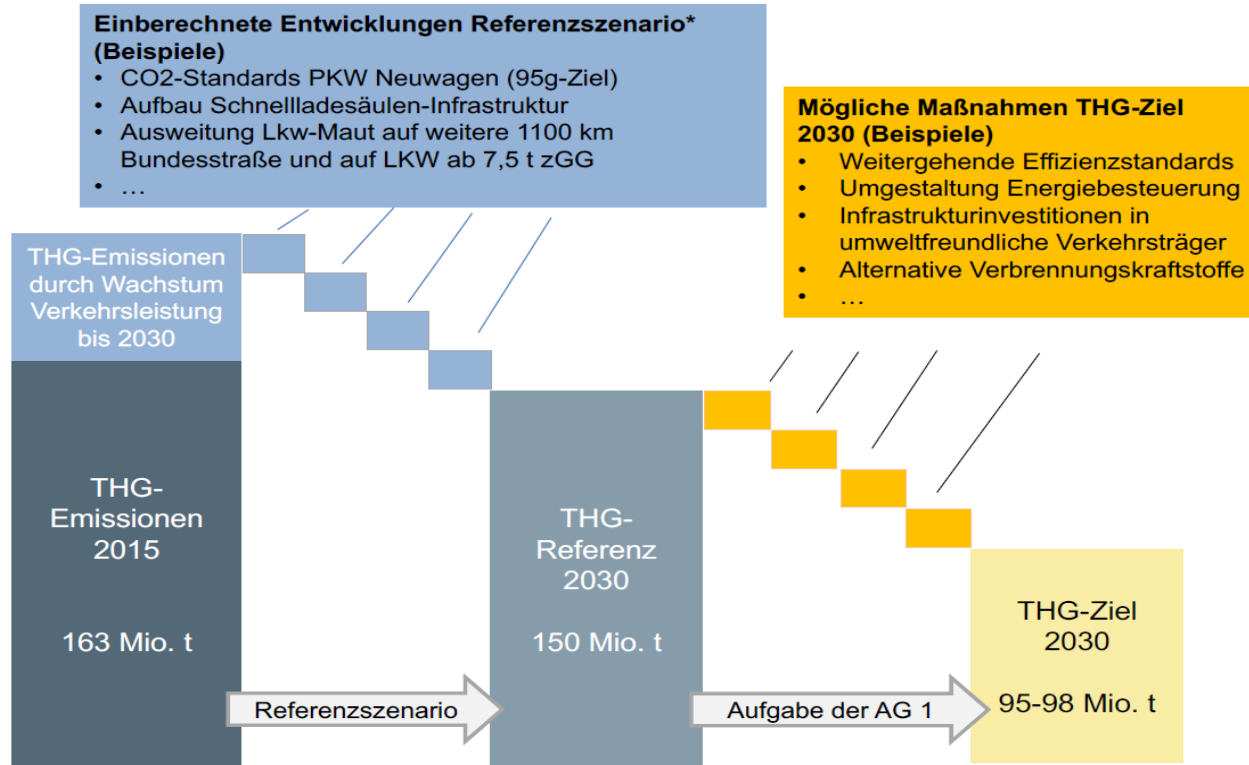 Einberechnete Entwicklungen Referenzszenario*
(Beispiele)
• CO2-Standards PKW Neuwagen (95g-Ziel)
• Aufbau Schnellladesäulen-Infrastruktur
• Ausweitung Lkw-Maut auf weitere 1100 km
Bundesstraße und auf LKW ab 7,5 t zGG
• …
Mögliche Maßnahmen THG-Ziel
2030 (Beispiele)
• Weitergehende Effizienzstandards
• Umgestaltung Energiebesteuerung
• Infrastrukturinvestitionen in
umweltfreundliche Verkehrsträger
• Alternative Verbrennungskraftstoffe
• …
THG-Emissionen
durch Wachstum
Verkehrsleistung
bis 2030
THG-
Emissionen
2015
163 Mio. t
Referenzszenario
THG-
Referenz
2030
150 Mio. t
Aufgabe der AG 1
THG-Ziel
2030
95-98 Mio. t